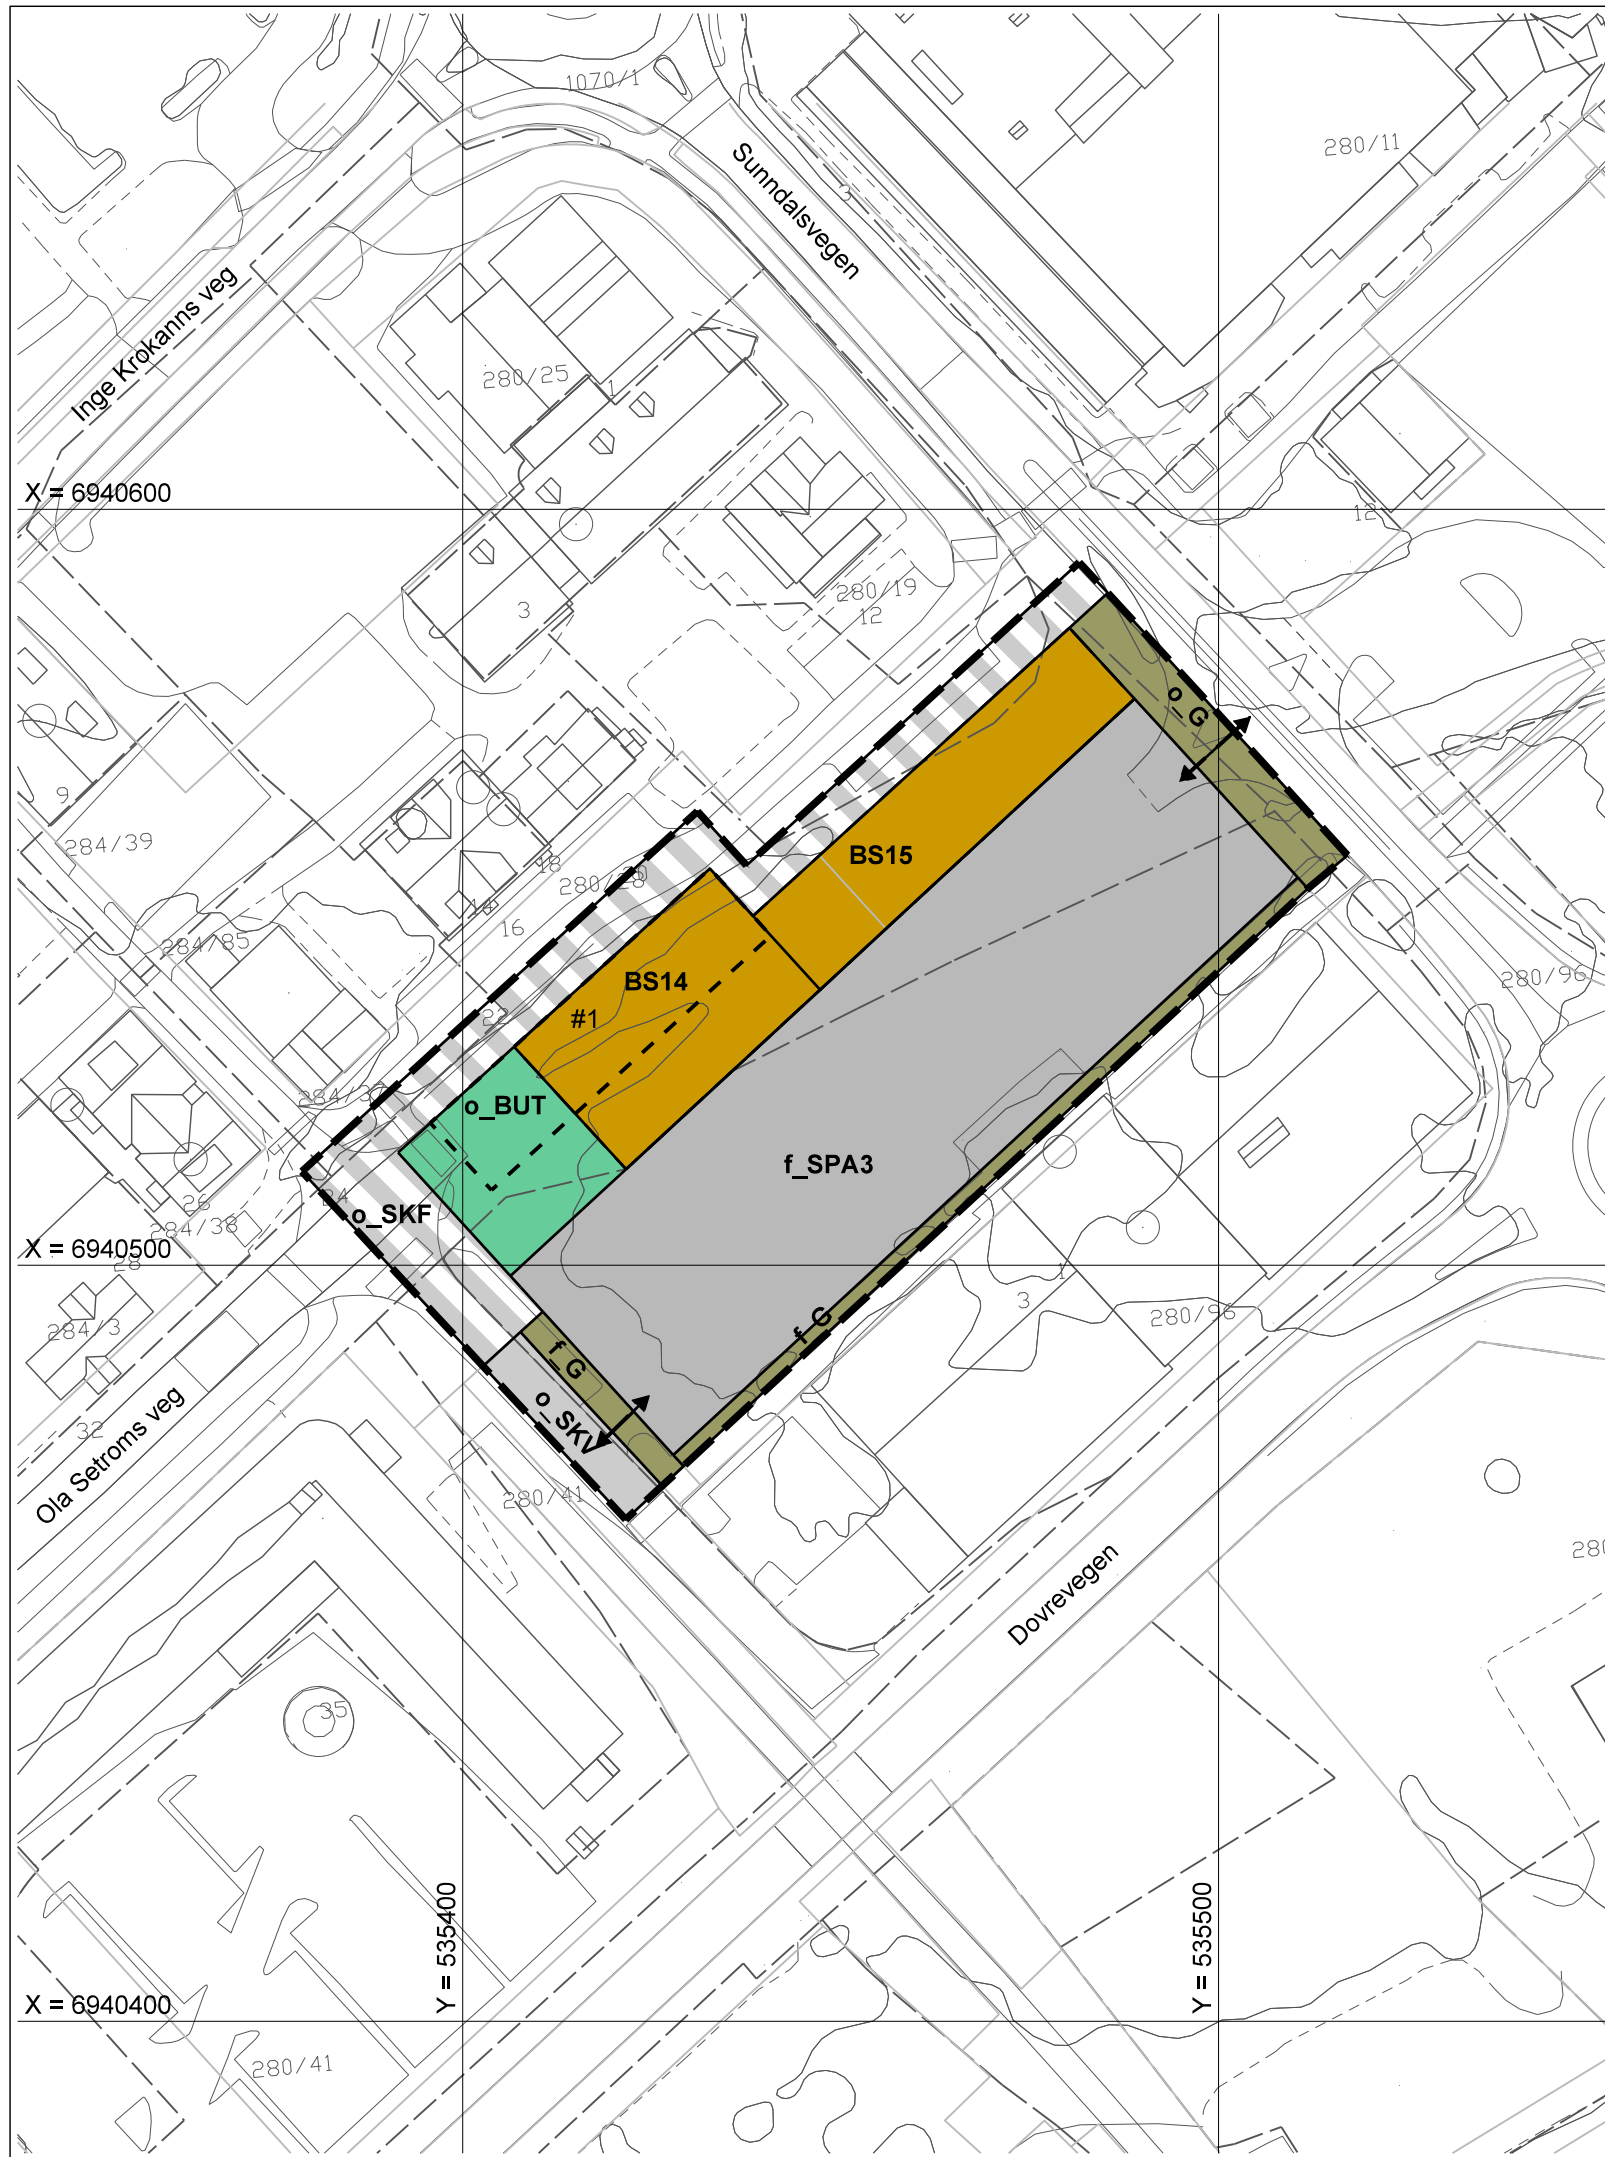 1070/1
280/11
Sunndalsvegen
3
Inge Krokanns veg
280/25
1
X = 6940600
12
280/19
12
3
o_G
9
284/39
BS15
18
280/28
14
16
284/85
BS14
280/96
#1
22
284/37
o_BUT
f_SPA3
24
26
o_SKF
284/38
X = 6940500
28
1
3
280/96
284/3
f_G
f_G
o_SKV
32
Ola Setroms veg
280/41
Dovrevegen
280
35
Y = 535400
Y = 535500
X = 6940400
280/41